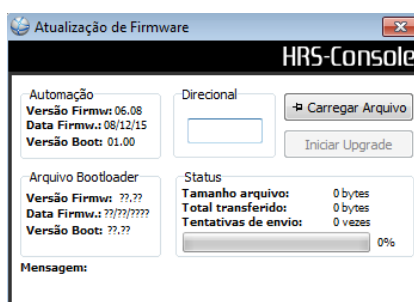 Atualização de Firmware
HRS-Console
Automação
Versão Firmw: 06.08
Data Firmw.: 08/12/15
Versão Boot: 01.00
Direcional
Carregar Arquivo
Iniciar Upgrade
Arquivo Bootloader
Versão Firmw: ??.??
Data Firmw.: ??/??/????
Versão Boot: ??.??
Status
Tamanho arquivo: 0 bytes
Total transferido: 0 bytes
Tentativas de envio: 0 vezes
0%
Mensagem: